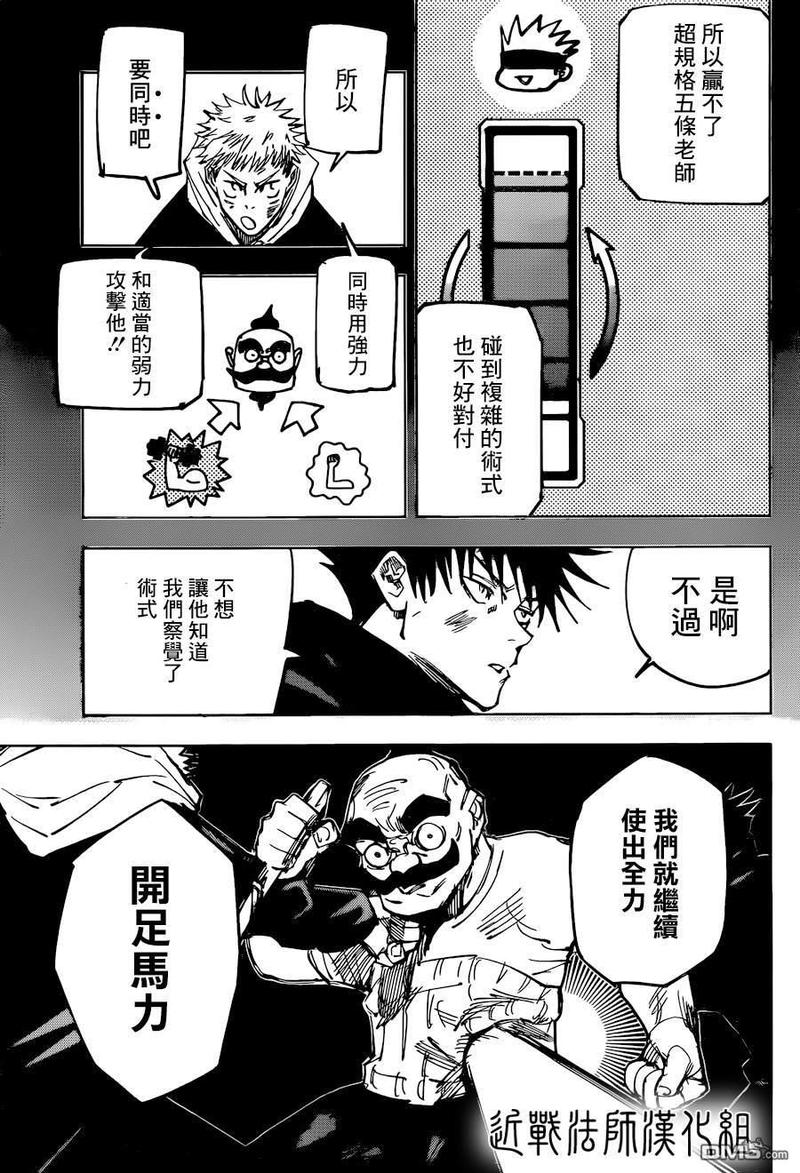 所以贏不了
超規格五條老師
碰到複雜的術式
也不好對付
所以
要同時吧
同時用強力
和適當的弱力
攻擊他!!
是啊
不過
不想
讓他知道
我們察覺了
術式
我們就繼續
使出全力
開足馬力
近戰法師漢化組
DM5.COM